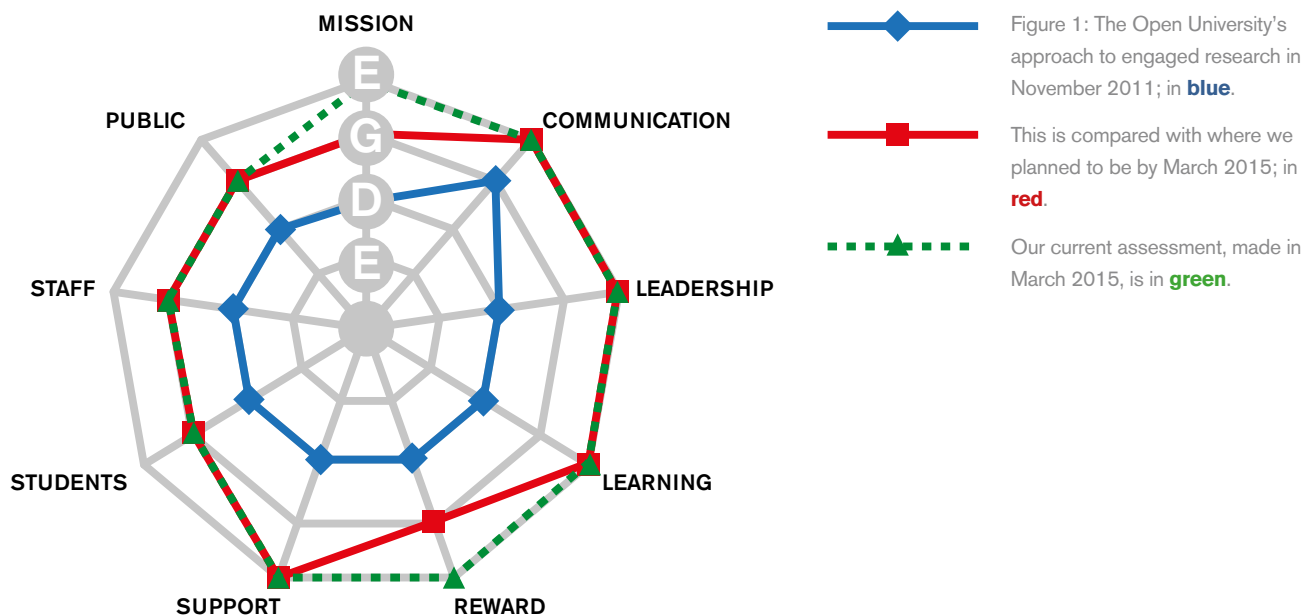 MISSION
E
PUBLIC
COMMUNICATION
G
D
E
STAFF
LEADERSHIP
STUDENTS
LEARNING
SUPPORT
REWARD
Figure 1: The Open University’s
approach to engaged research in
November 2011; in blue.
This is compared with where we
planned to be by March 2015; in
red.
Our current assessment, made in
March 2015, is in green.